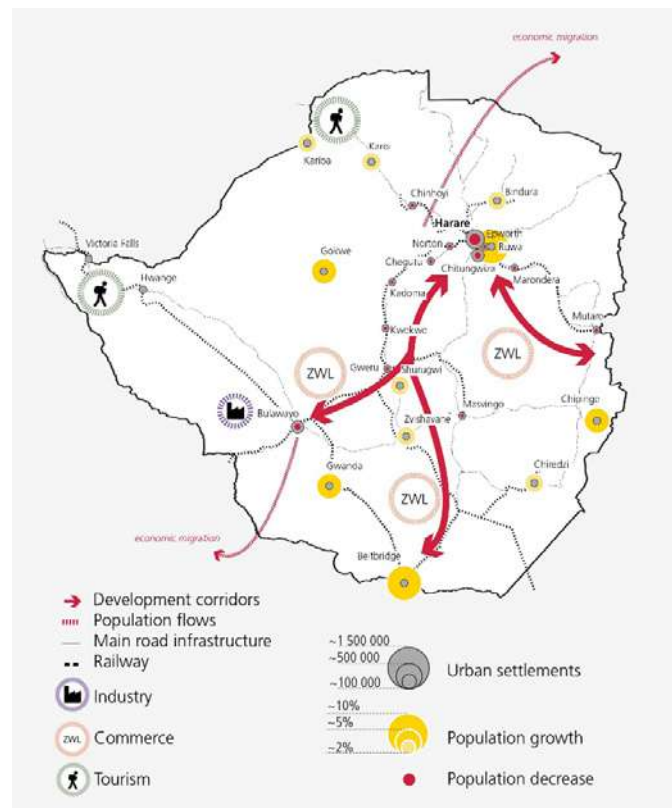 economic migration
Kariba
Karoi
Chinhoyi
Bindura
Harare
Epworth
Norton
Ruwa
Victoria Falls
Hwange
Gokwe
Chegutu
Chitungwiza
Marondera
Kadoma
Mutare
Kwekwe
ZWL
ZWL
Gweru
Shurugwi
Chipinge
Bulawayo
Masvingo
Zvishavane
Gwanda
Chiredzi
ZWL
economic migration
Beitbridge
Development corridors
Population flows
Main road infrastructure
Railway
Industry
ZWL Commerce
Tourism
~1 500 000
~500 000
~100 000
Urban settlements
~10%
~5%
~2%
Population growth
Population decrease